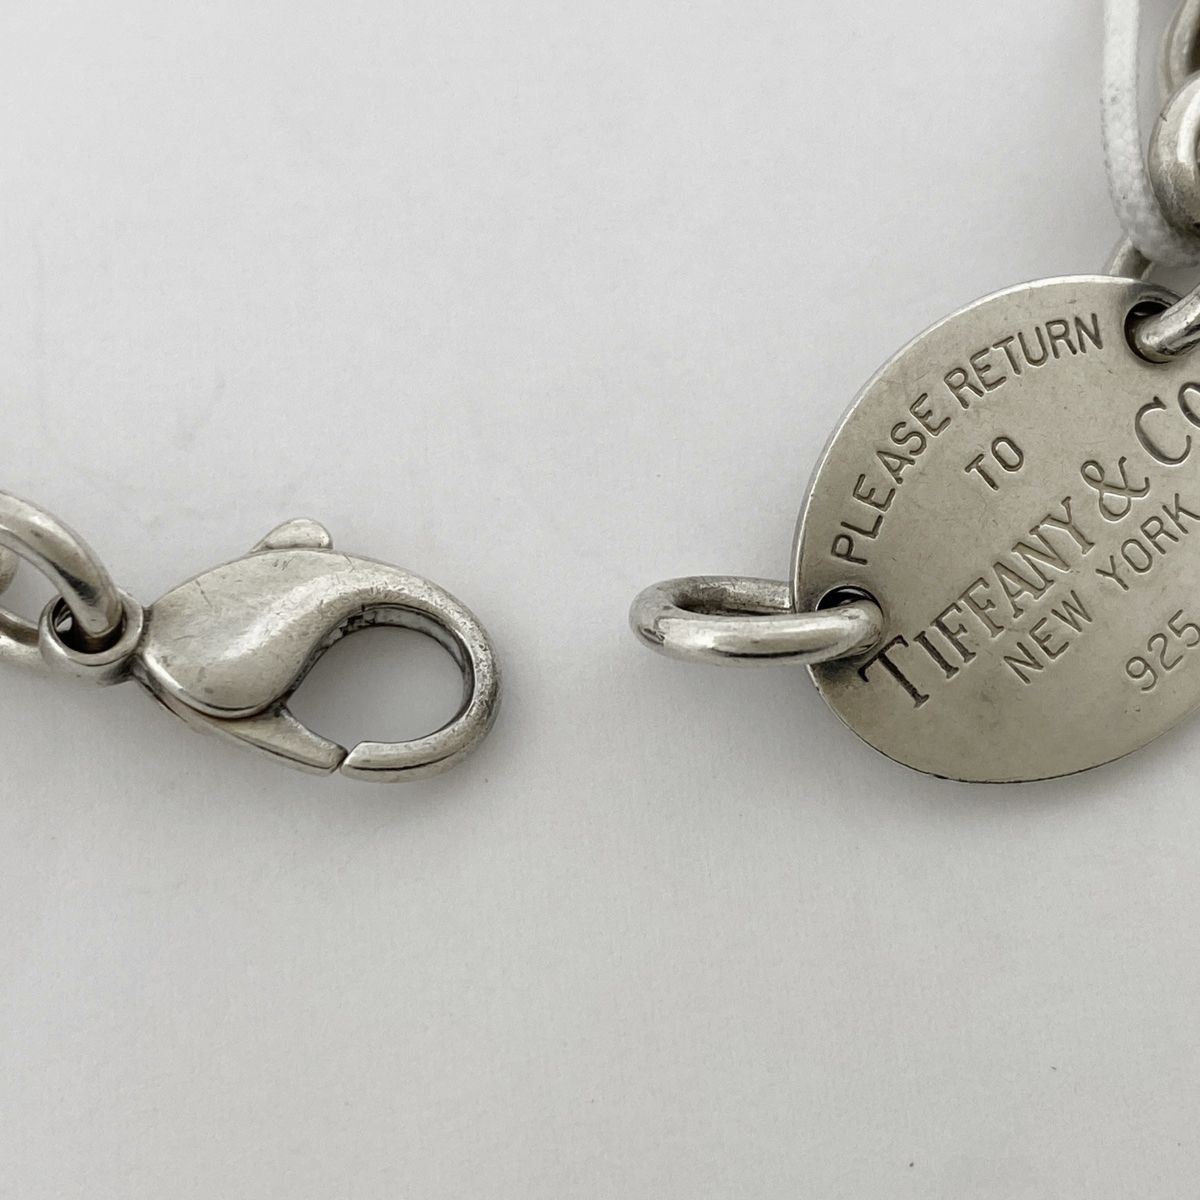 PLEASE RETURN
TO
TIFFANY & CO
NEW YORK
925